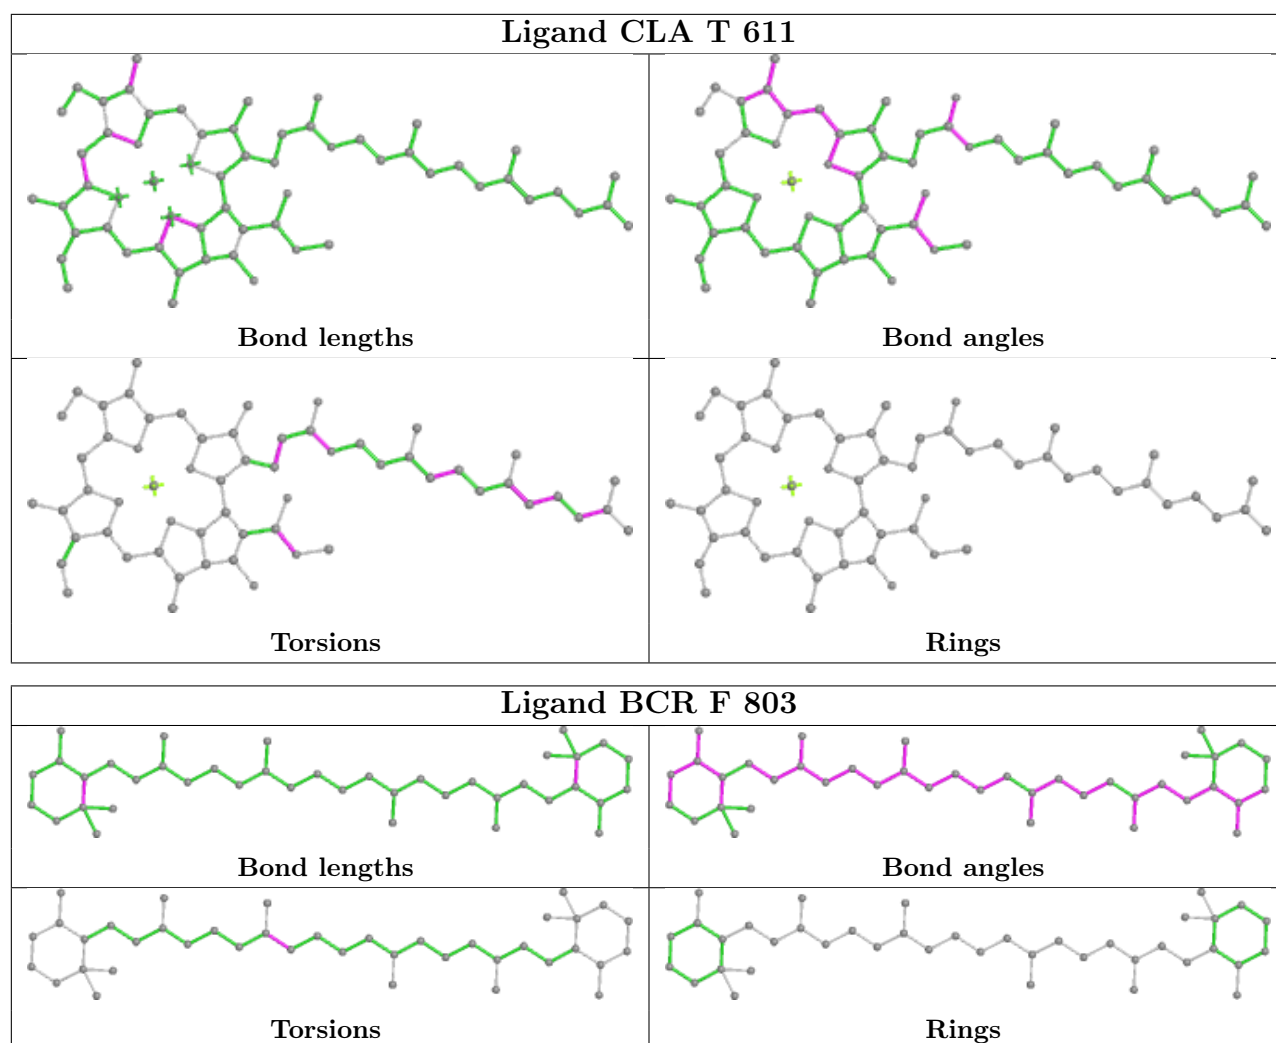 Ligand CLA T 611
Bond lengths
Bond angles
Torsions
Rings
Ligand BCR F 803
Bond lengths
Bond angles
Torsions
Rings